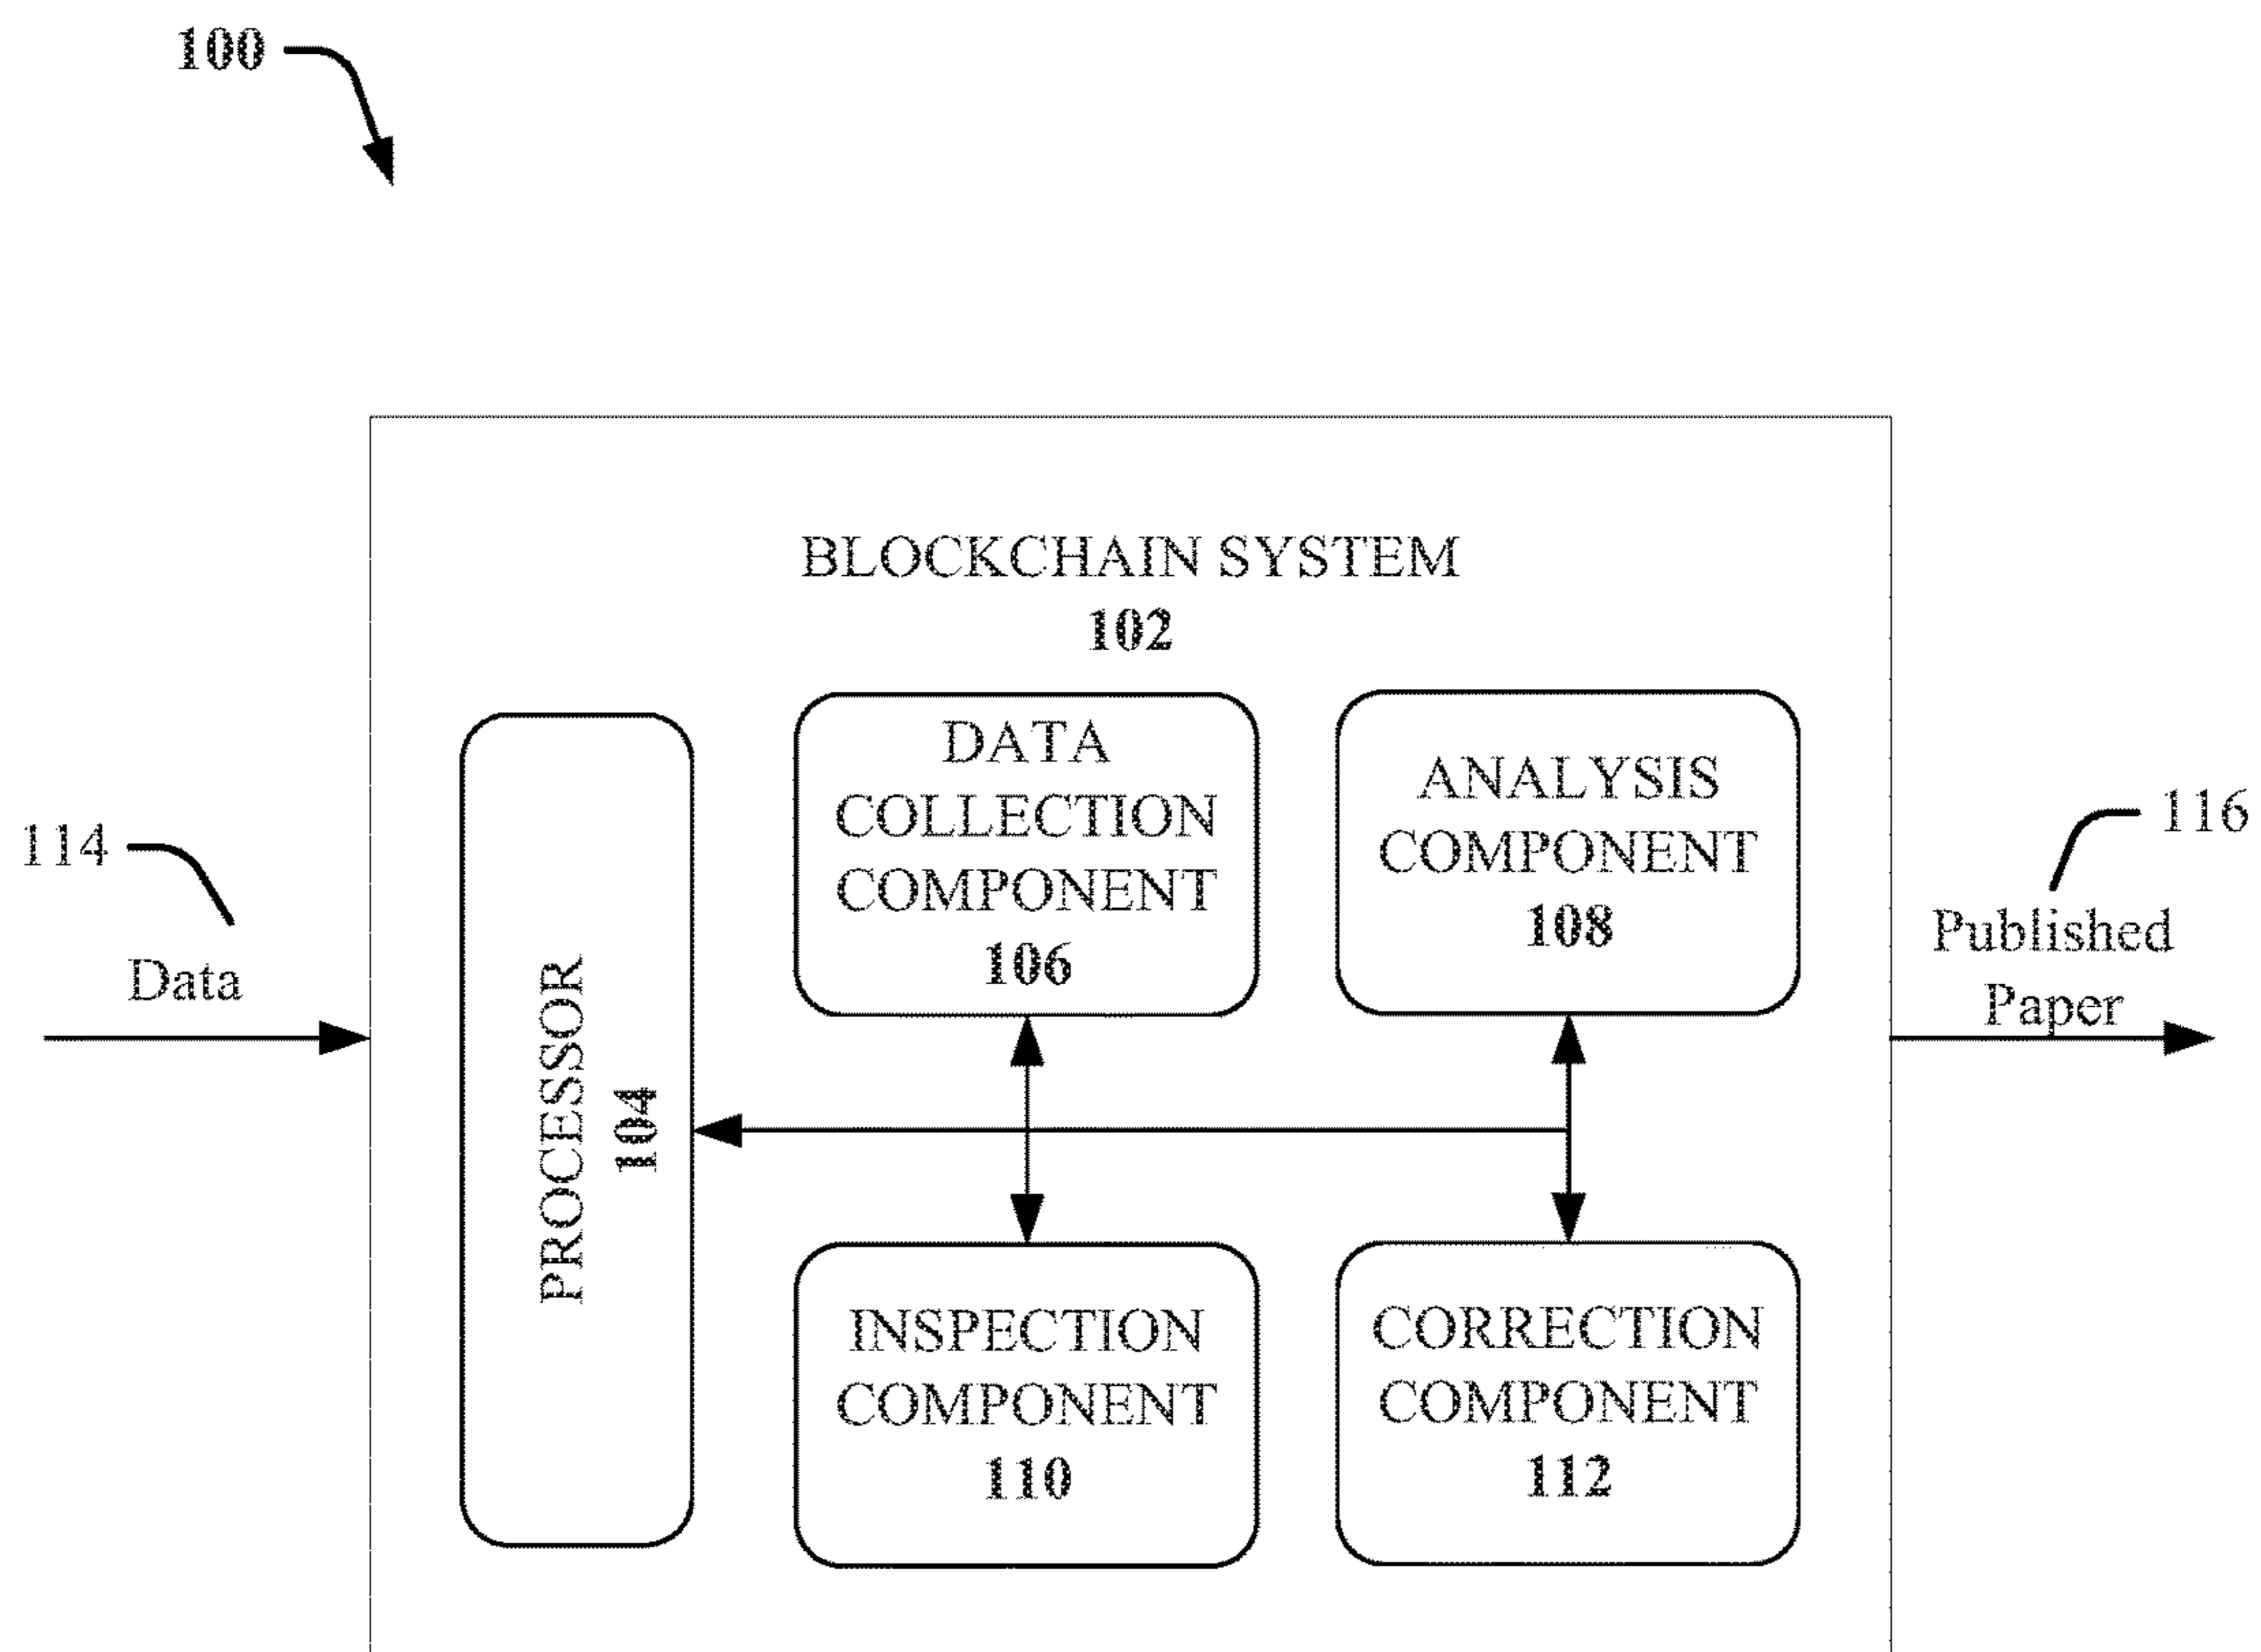 100
BLOCKCHAIN SYSTEM
102
DATA
COLLECTION
COMPONENT
106
ANALYSIS
COMPONENT
108
114
Data
PROCESSOR
104
116
Published
Paper
INSPECTION
COMPONENT
110
CORRECTION
COMPONENT
112